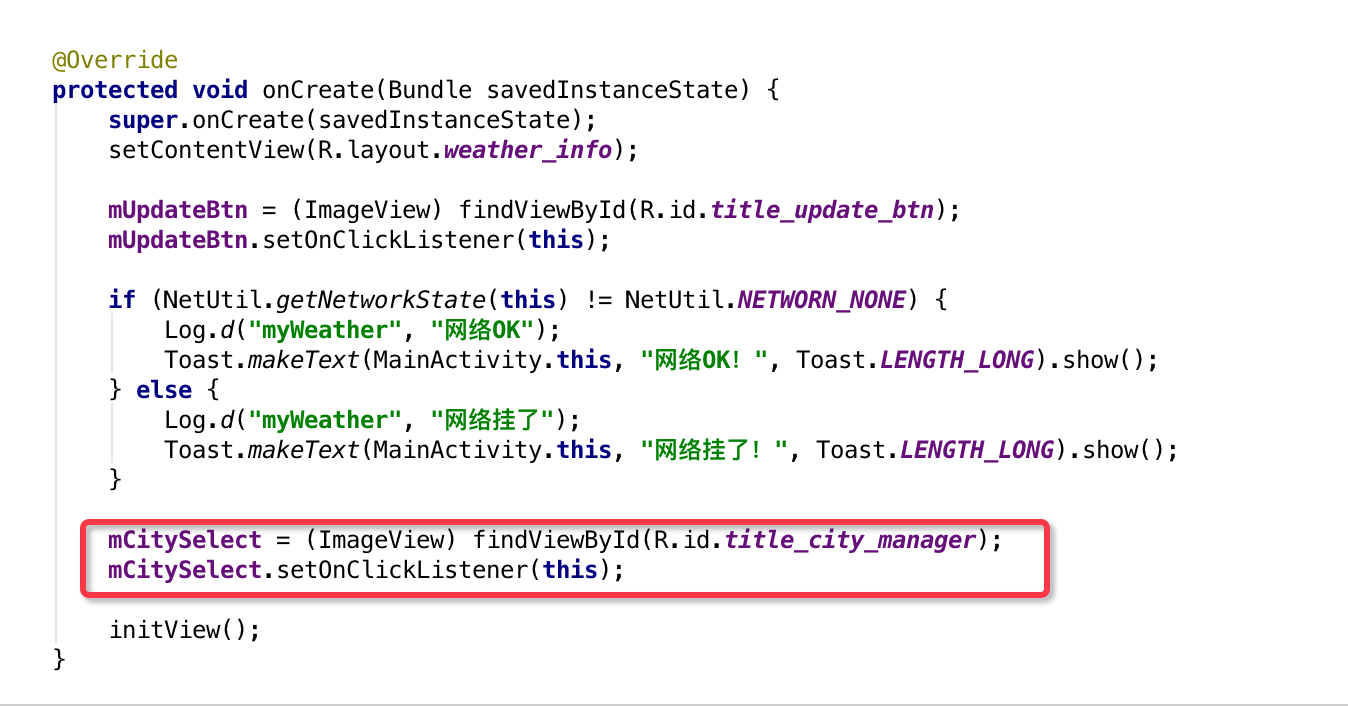 @Override
protected void onCreate(Bundle savedInstanceState) {
super.onCreate(savedInstanceState);
setContentView(R.layout.weather_info);
mUpdateBtn = (ImageView) findViewById(R.id.title_update_btn);
mUpdateBtn.setOnClickListener(this);
if (NetUtil.getNetworkState(this) != NetUtil.NETWORN_NONE) {
Log.d("myWeather", "网络OK");
Toast.makeText(MainActivity.this, "网络OK！", Toast.LENGTH_LONG).show();
} else {
Log.d("myWeather", "网络挂了");
Toast.makeText(MainActivity.this, "网络挂了！", Toast.LENGTH_LONG).show();
}
mCitySelect = (ImageView) findViewById(R.id.title_city_manager);
mCitySelect.setOnClickListener(this);
initView();
}